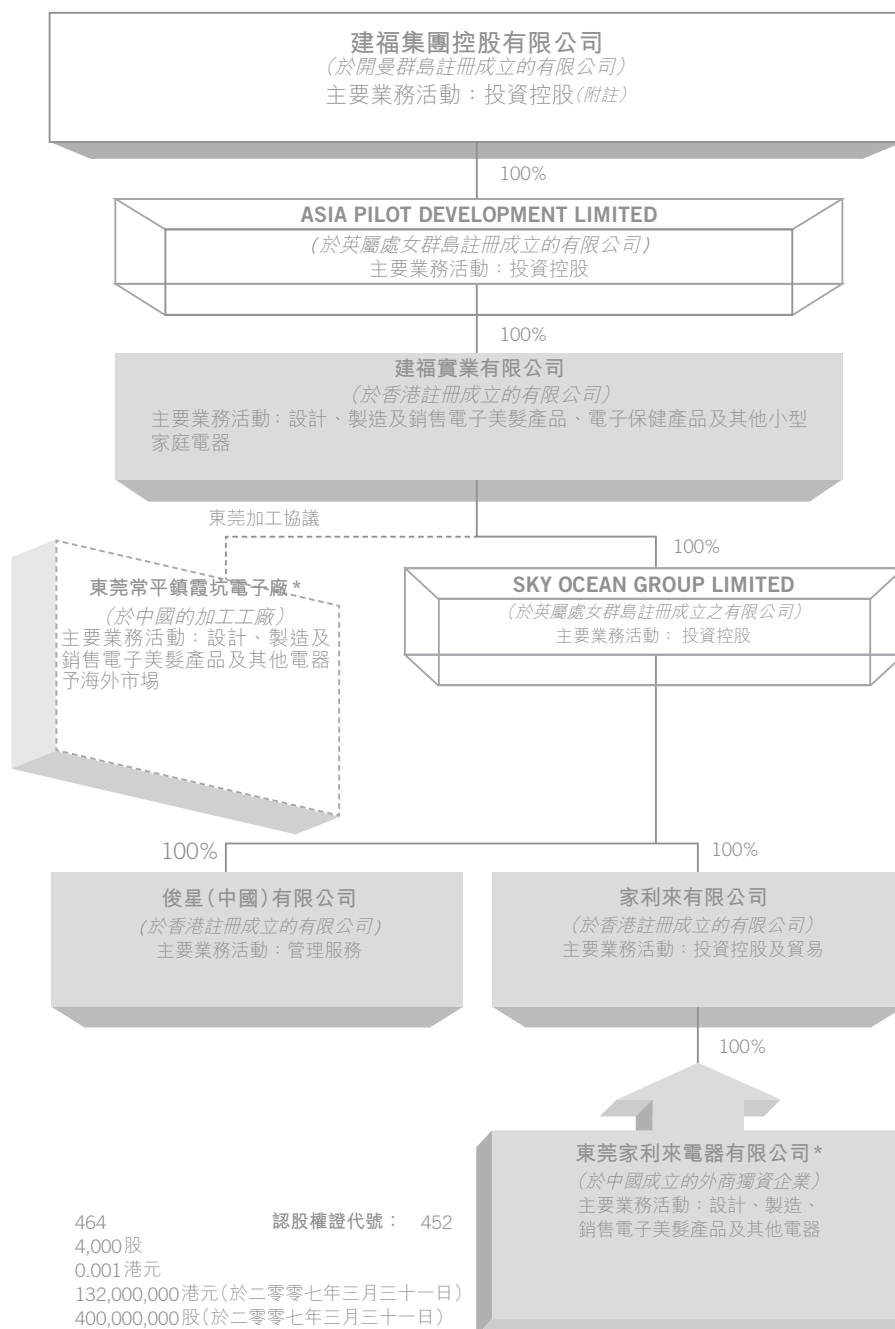 建福集團控股有限公司
(於開曼群島註冊成立的有限公司)
主要業務活動：投資控股(附註)
100%
ASIA PILOT DEVELOPMENT LIMITED
(於英屬處女群島註冊成立的有限公司)
主要業務活動：投資控股
100%
建福實業有限公司
(於香港註冊成立的有限公司)
主要業務活動：設計、製造及銷售電子美髮產品、電子保健產品及其他小型
家庭電器
東莞加工協議
100%
東莞常平鎮霞坑電子廠*
(於中國的加工工廠)
主要業務活動：設計、製造及
銷售電子美髮產品及其他電器
予海外市場
SKY OCEAN GROUP LIMITED
(於英屬處女群島註冊成立之有限公司)
主要業務活動： 投資控股
100%
100%
俊星(中國)有限公司
(於香港註冊成立的有限公司)
主要業務活動：管理服務
家利來有限公司
(於香港註冊成立的有限公司)
主要業務活動：投資控股及貿易
100%
東莞家利來電器有限公司*
(於中國成立的外商獨資企業)
主要業務活動：設計、製造、
銷售電子美髮產品及其他電器
464 認股權證代號： 452
4,000股
0.001港元
132,000,000港元(於二零零七年三月三十一日)
400,000,000股(於二零零七年三月三十一日)